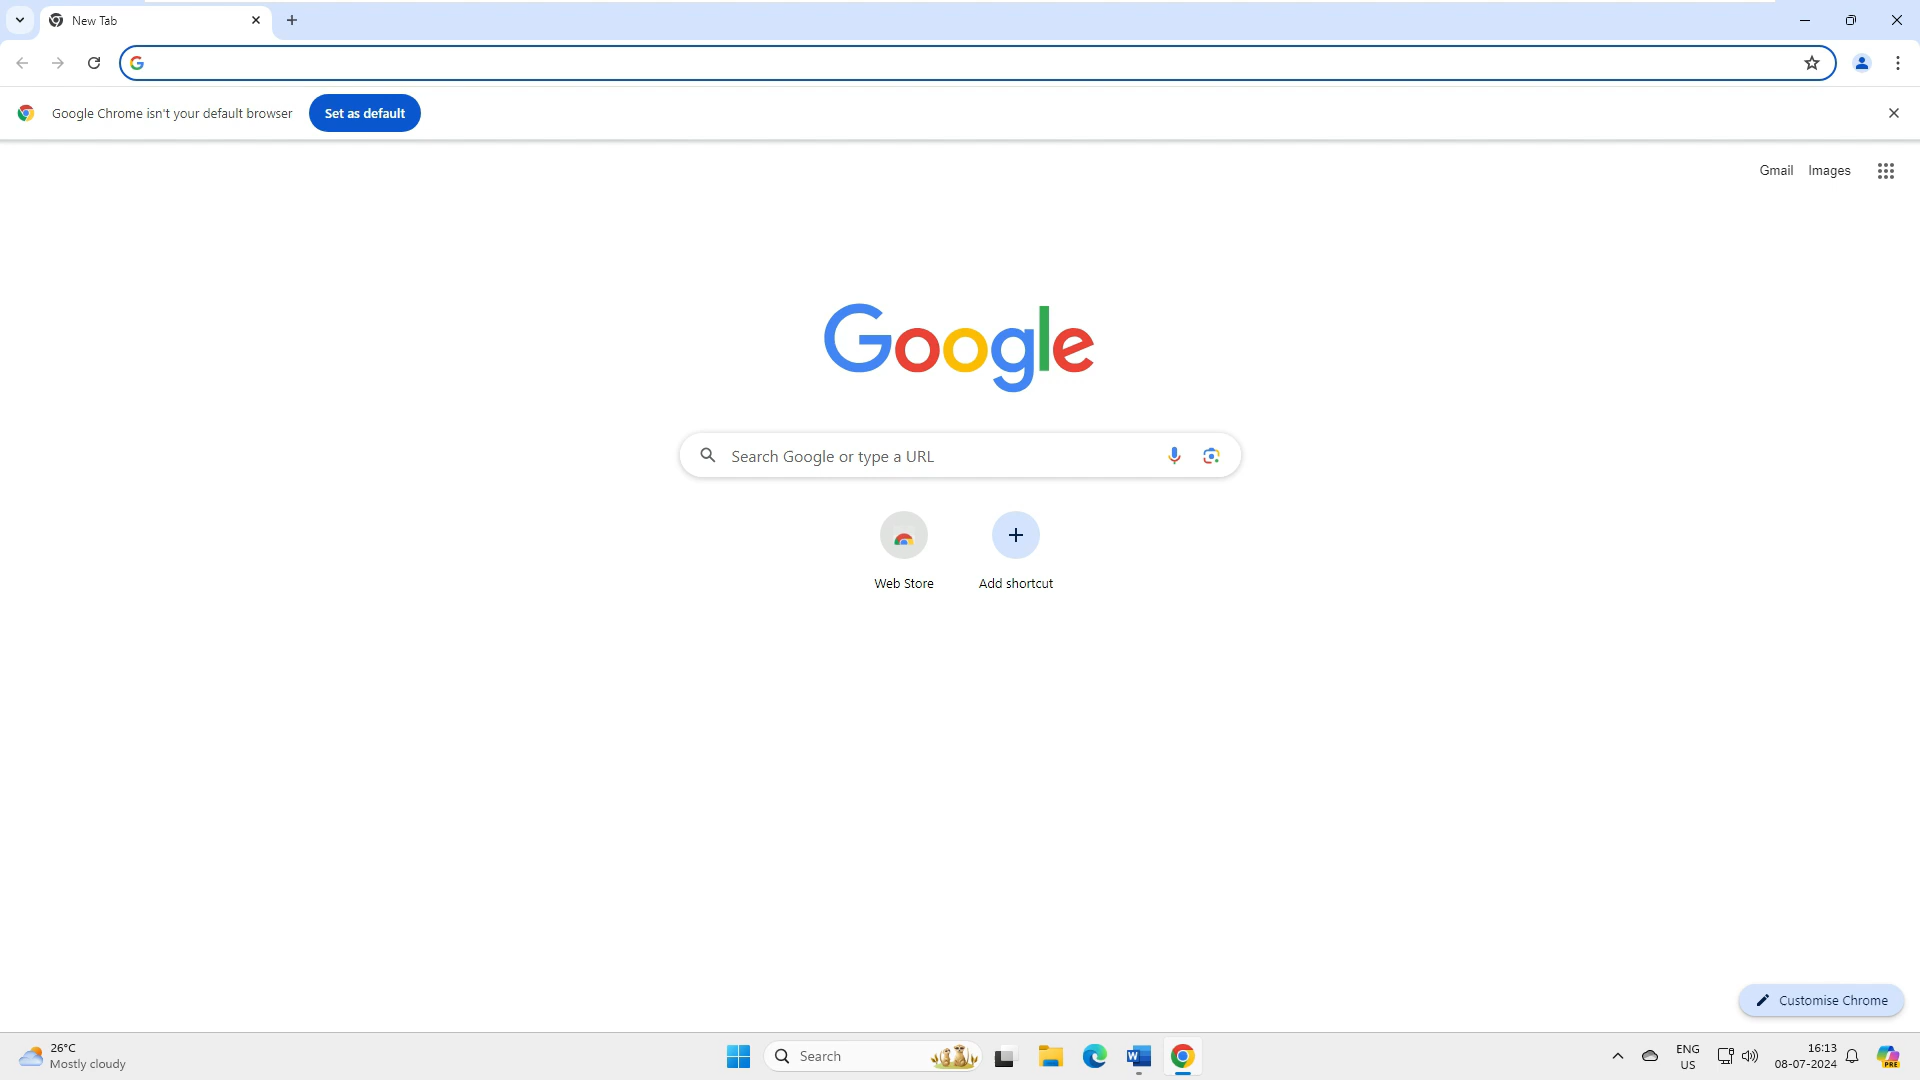 New Tab
Google Chrome isn't your default browser
Set as default
Gmail
Images
Google
Search Google or type a URL
Web Store
Add shortcut
Customise Chrome
26°C
Mostly cloudy
Search
ENG
US
16:13
08-07-2024
PRE